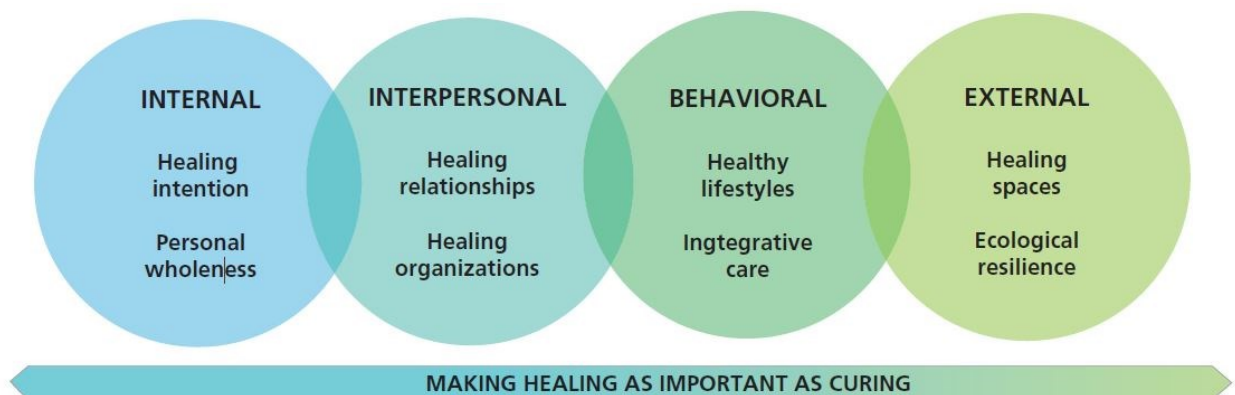 INTERNAL
Healing
intention
Personal
wholeness
INTERPERSONAL
Healing
relationships
Healing
organizations
BEHAVIORAL
Healthy
lifestyles
Ingtegrative
care
EXTERNAL
Healing
spaces
Ecological
resilience
MAKING HEALING AS IMPORTANT AS CURING